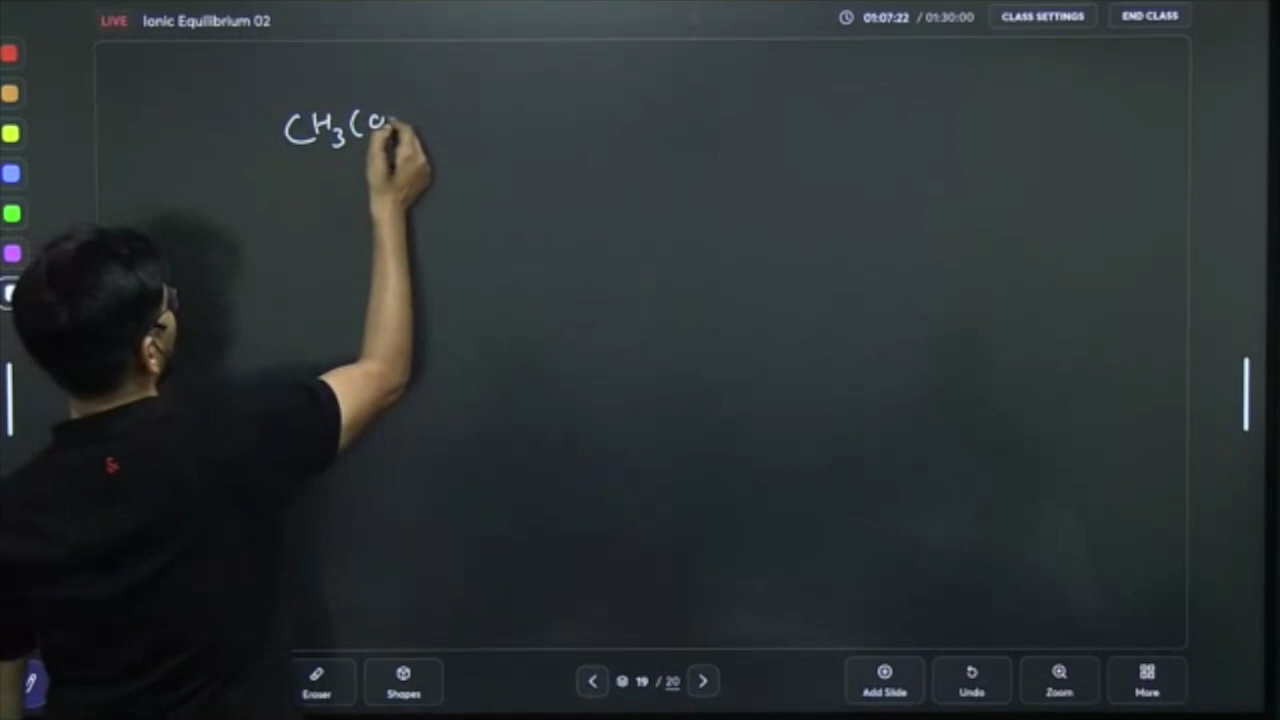 LIVE Ionic Equilibrium 02
01:07:22 / 01:30:00 CLASS SETTINGS END CLASS
CH3CO
Eraser Shapes 19 / 20 Add Slide Undo Zoom More